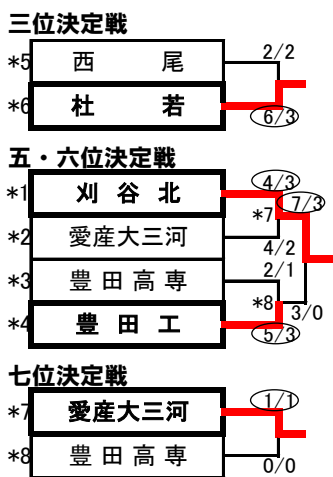 三位決定戦
*5 西尾 2/2
*6 杜若 6/3
五・六位決定戦
*1 刈谷北 4/3
7/3
*7
*2 愛産大三河 4/2
*3 豊田高専 2/1
*8
3/0
*4 豊田工 5/3
七位決定戦
*7 愛産大三河 1/1
*8 豊田高専 0/0